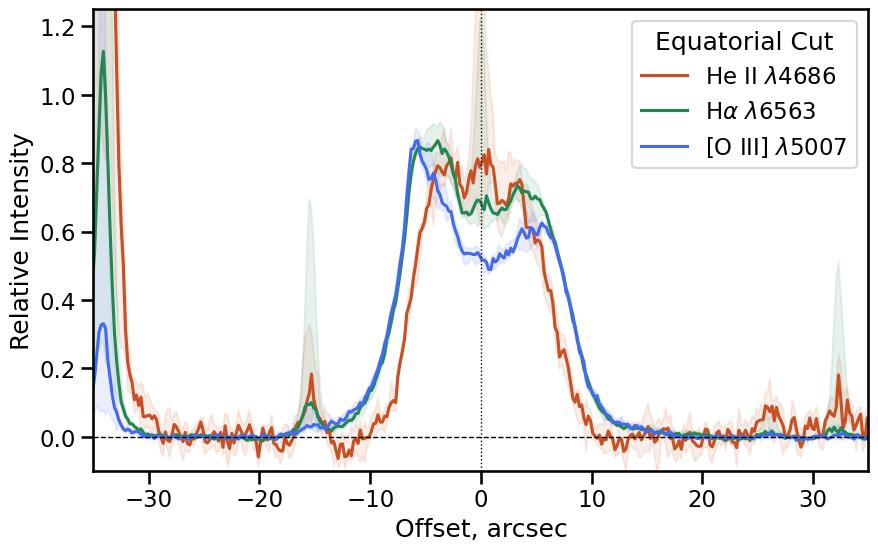 Equatorial Cut
He II λ4686
Hα λ6563
[O III] λ5007
Relative Intensity
1.2
1.0
0.8
0.6
0.4
0.2
0.0
−30
−20
−10
0
10
20
30
Offset, arcsec